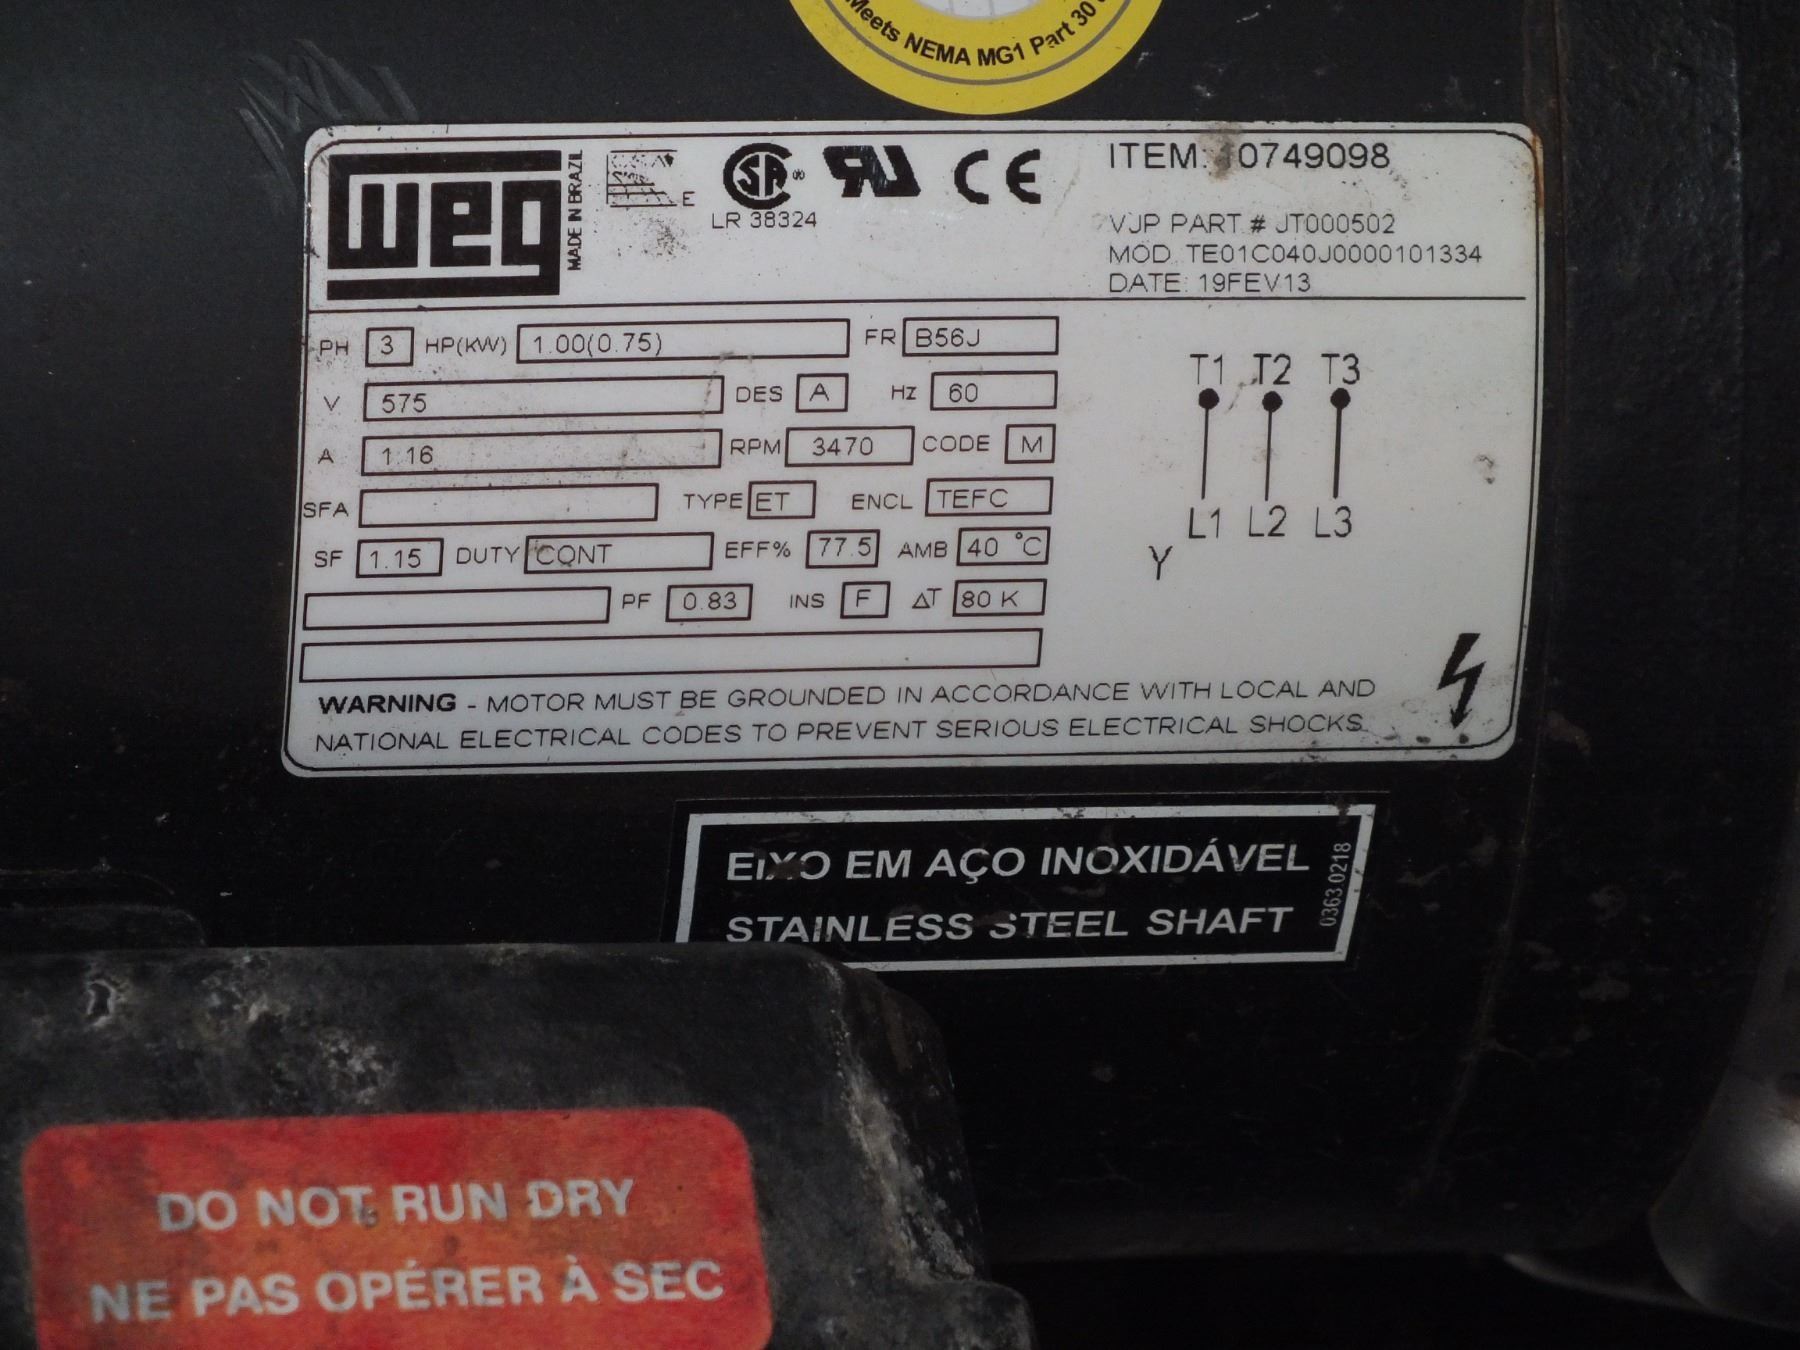 Meets NEMA MG1 Part 30
WEG
MADE IN BRAZIL
E
SA ®
LR 38324
CE
ITEM: 10749098
VJP PART # JT000502
MOD TE01C040J0000101334
DATE: 19FEV13
PH 3 HP(KW) 1.00(0.75) FR B56J
V 575 DES A Hz 60
A 1.16 RPM 3470 CODE M
SFA TYPE ET ENCL TEFC
SF 1.15 DUTY CONT EFF% 77.5 AMB 40 °C
PF 0.83 INS F ΔT 80 K
T1 T2 T3
L1 L2 L3
Y
WARNING - MOTOR MUST BE GROUNDED IN ACCORDANCE WITH LOCAL AND
NATIONAL ELECTRICAL CODES TO PREVENT SERIOUS ELECTRICAL SHOCKS
EIXO EM AÇO INOXIDÁVEL
STAINLESS STEEL SHAFT
0363.0218
DO NOT RUN DRY
NE PAS OPÉRER À SEC